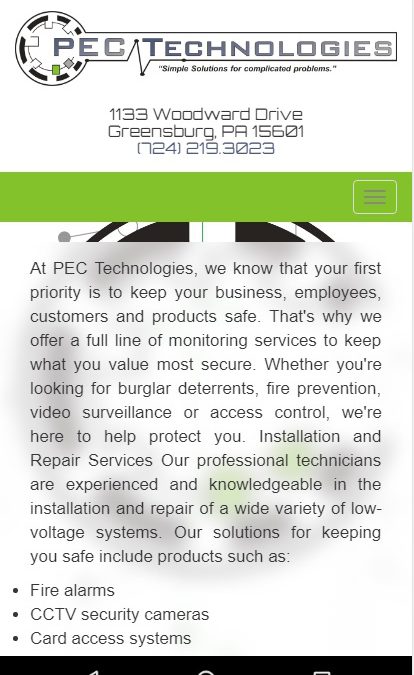 PEC TECHNOLOGIES
"Simple Solutions for complicated problems."
1133 Woodward Drive
Greensburg, PA 15601
(724) 219.3023
At PEC Technologies, we know that your first
priority is to keep your business, employees,
customers and products safe. That's why we
offer a full line of monitoring services to keep
what you value most secure. Whether you're
looking for burglar deterrents, fire prevention,
video surveillance or access control, we're
here to help protect you. Installation and
Repair Services Our professional technicians
are experienced and knowledgeable in the
installation and repair of a wide variety of low-
voltage systems. Our solutions for keeping
you safe include products such as:
• Fire alarms
• CCTV security cameras
• Card access systems